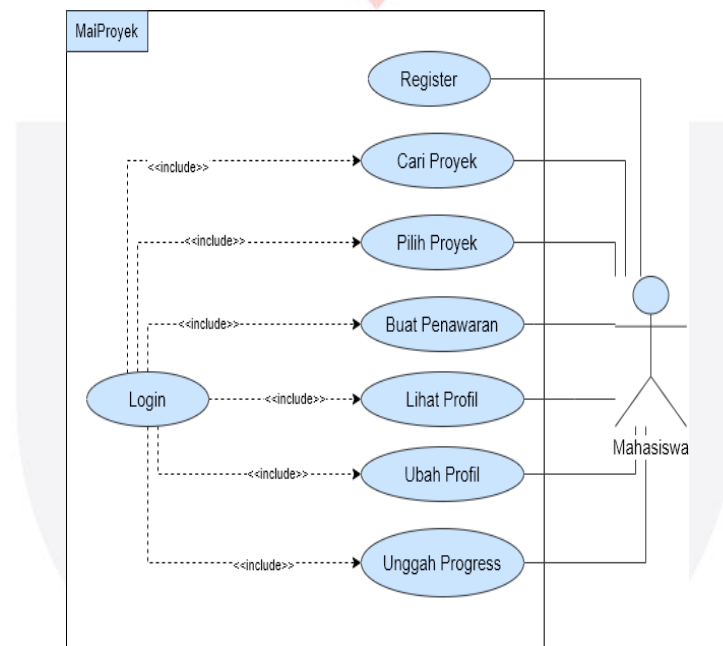 MaiProyek
Register
<<include>>
Cari Proyek
<<include>>
Pilih Proyek
<<include>>
Buat Penawaran
Login
<<include>>
Lihat Profil
Mahasiswa
<<include>>
Ubah Profil
<<include>>
Unggah Progress